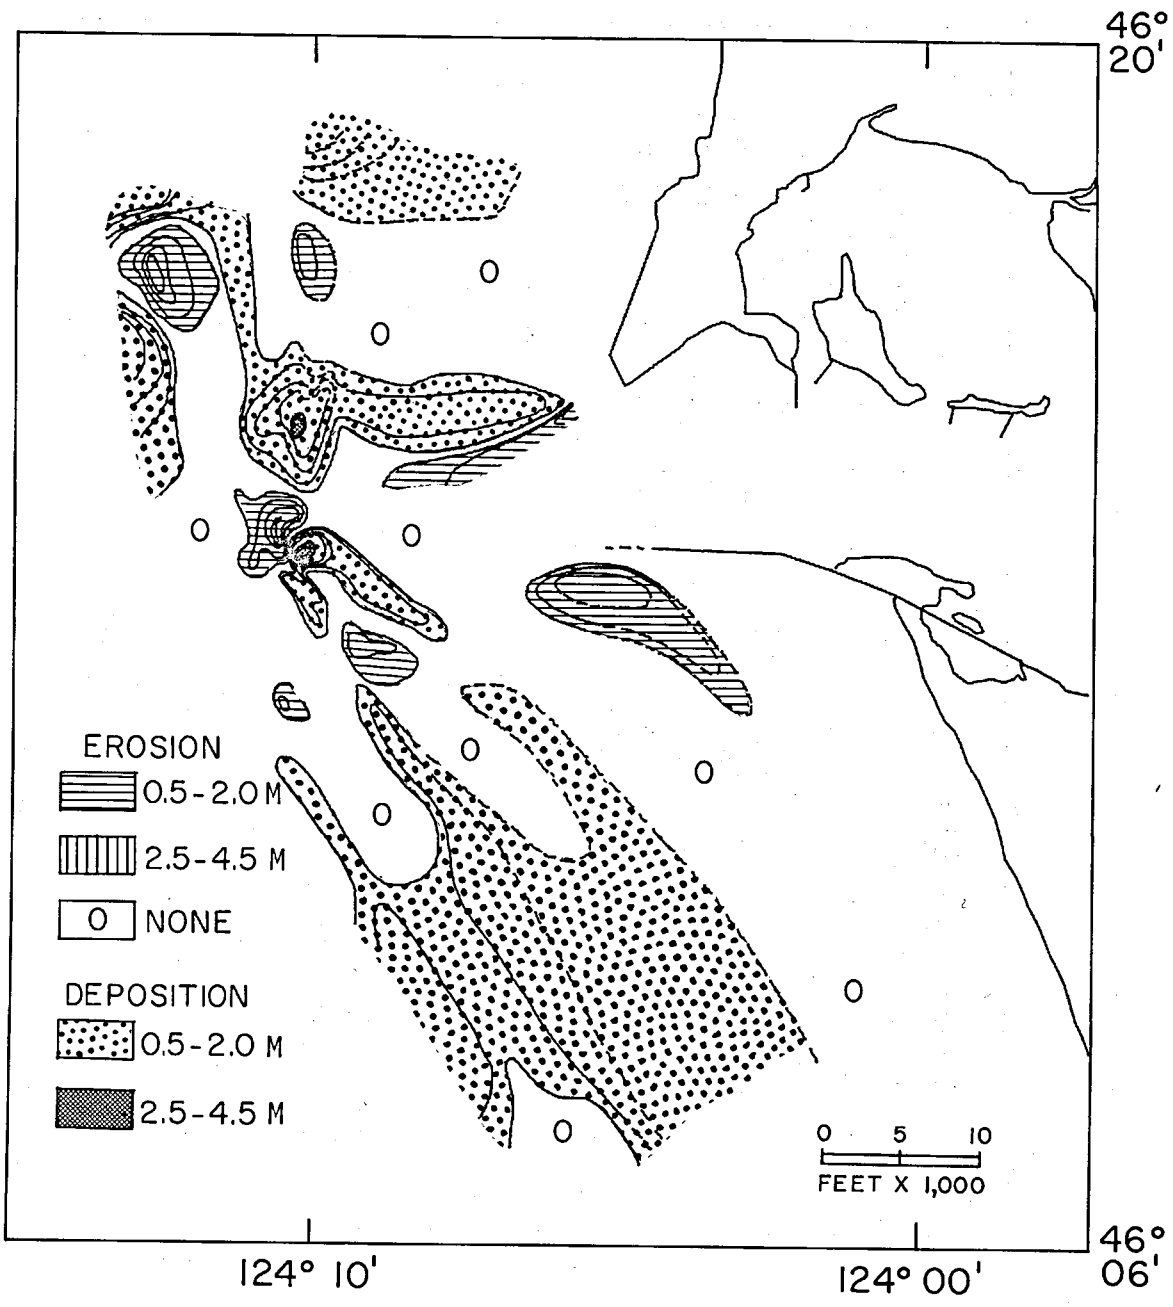 46°
20'
O
O
O
O
O
O
O
O
O
EROSION
0.5-2.0 M
2.5-4.5 M
O NONE
DEPOSITION
0.5-2.0 M
2.5-4.5 M
0 5 10
FEET X 1,000
46°
06'
124° 10' 124° 00'